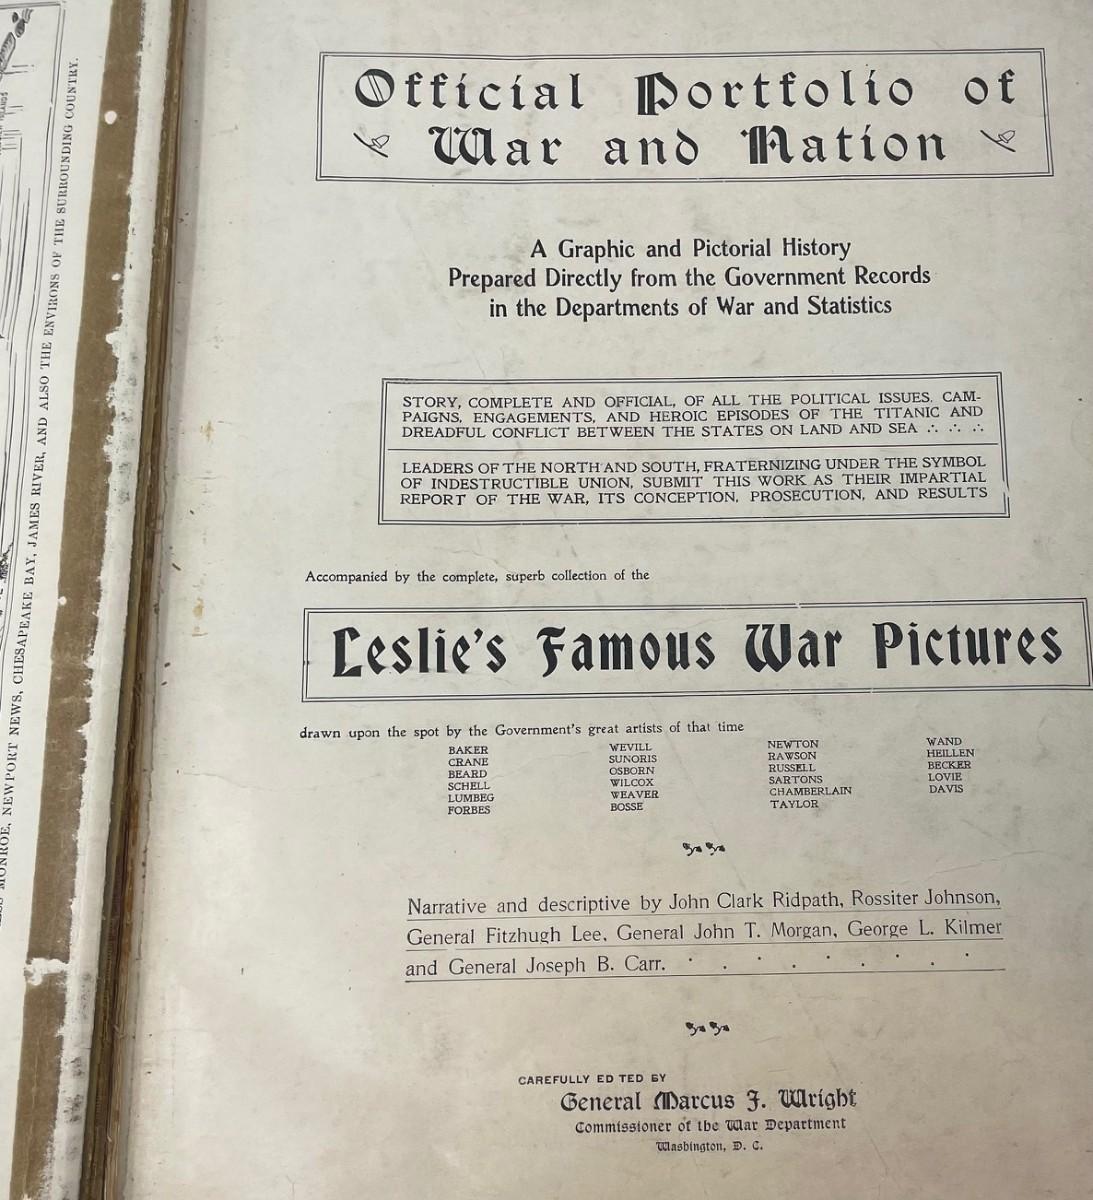 MONROE, NEWPORT NEWS, CHESAPEAKE BAY, JAMES RIVER, AND ALSO THE ENVIRONS OF THE SURROUNDING COUNTRY.
Official Portfolio of
War and Nation
A Graphic and Pictorial History
Prepared Directly from the Government Records
in the Departments of War and Statistics
STORY, COMPLETE AND OFFICIAL, OF ALL THE POLITICAL ISSUES, CAM-
PAIGNS, ENGAGEMENTS, AND HEROIC EPISODES OF THE TITANIC AND
DREADFUL CONFLICT BETWEEN THE STATES ON LAND AND SEA ∴ ∴ ∴
LEADERS OF THE NORTH AND SOUTH, FRATERNIZING UNDER THE SYMBOL
OF INDESTRUCTIBLE UNION, SUBMIT THIS WORK AS THEIR IMPARTIAL
REPORT OF THE WAR, ITS CONCEPTION, PROSECUTION, AND RESULTS
Accompanied by the complete, superb collection of the
Leslie's Famous War Pictures
drawn upon the spot by the Government's great artists of that time
BAKER
CRANE
BEARD
SCHELL
LUMBEG
FORBES
WEVILL
SUNORIS
OSBORN
WILCOX
WEAVER
BOSSE
NEWTON
RAWSON
RUSSELL
SARTONS
CHAMBERLAIN
TAYLOR
WAND
HEILLEN
BECKER
LOVIE
DAVIS
Narrative and descriptive by John Clark Ridpath, Rossiter Johnson,
General Fitzhugh Lee, General John T. Morgan, George L. Kilmer
and General Joseph B. Carr.
CAREFULLY ED TED BY
General Marcus J. Wright
Commissioner of the War Department
Washington, D. C.